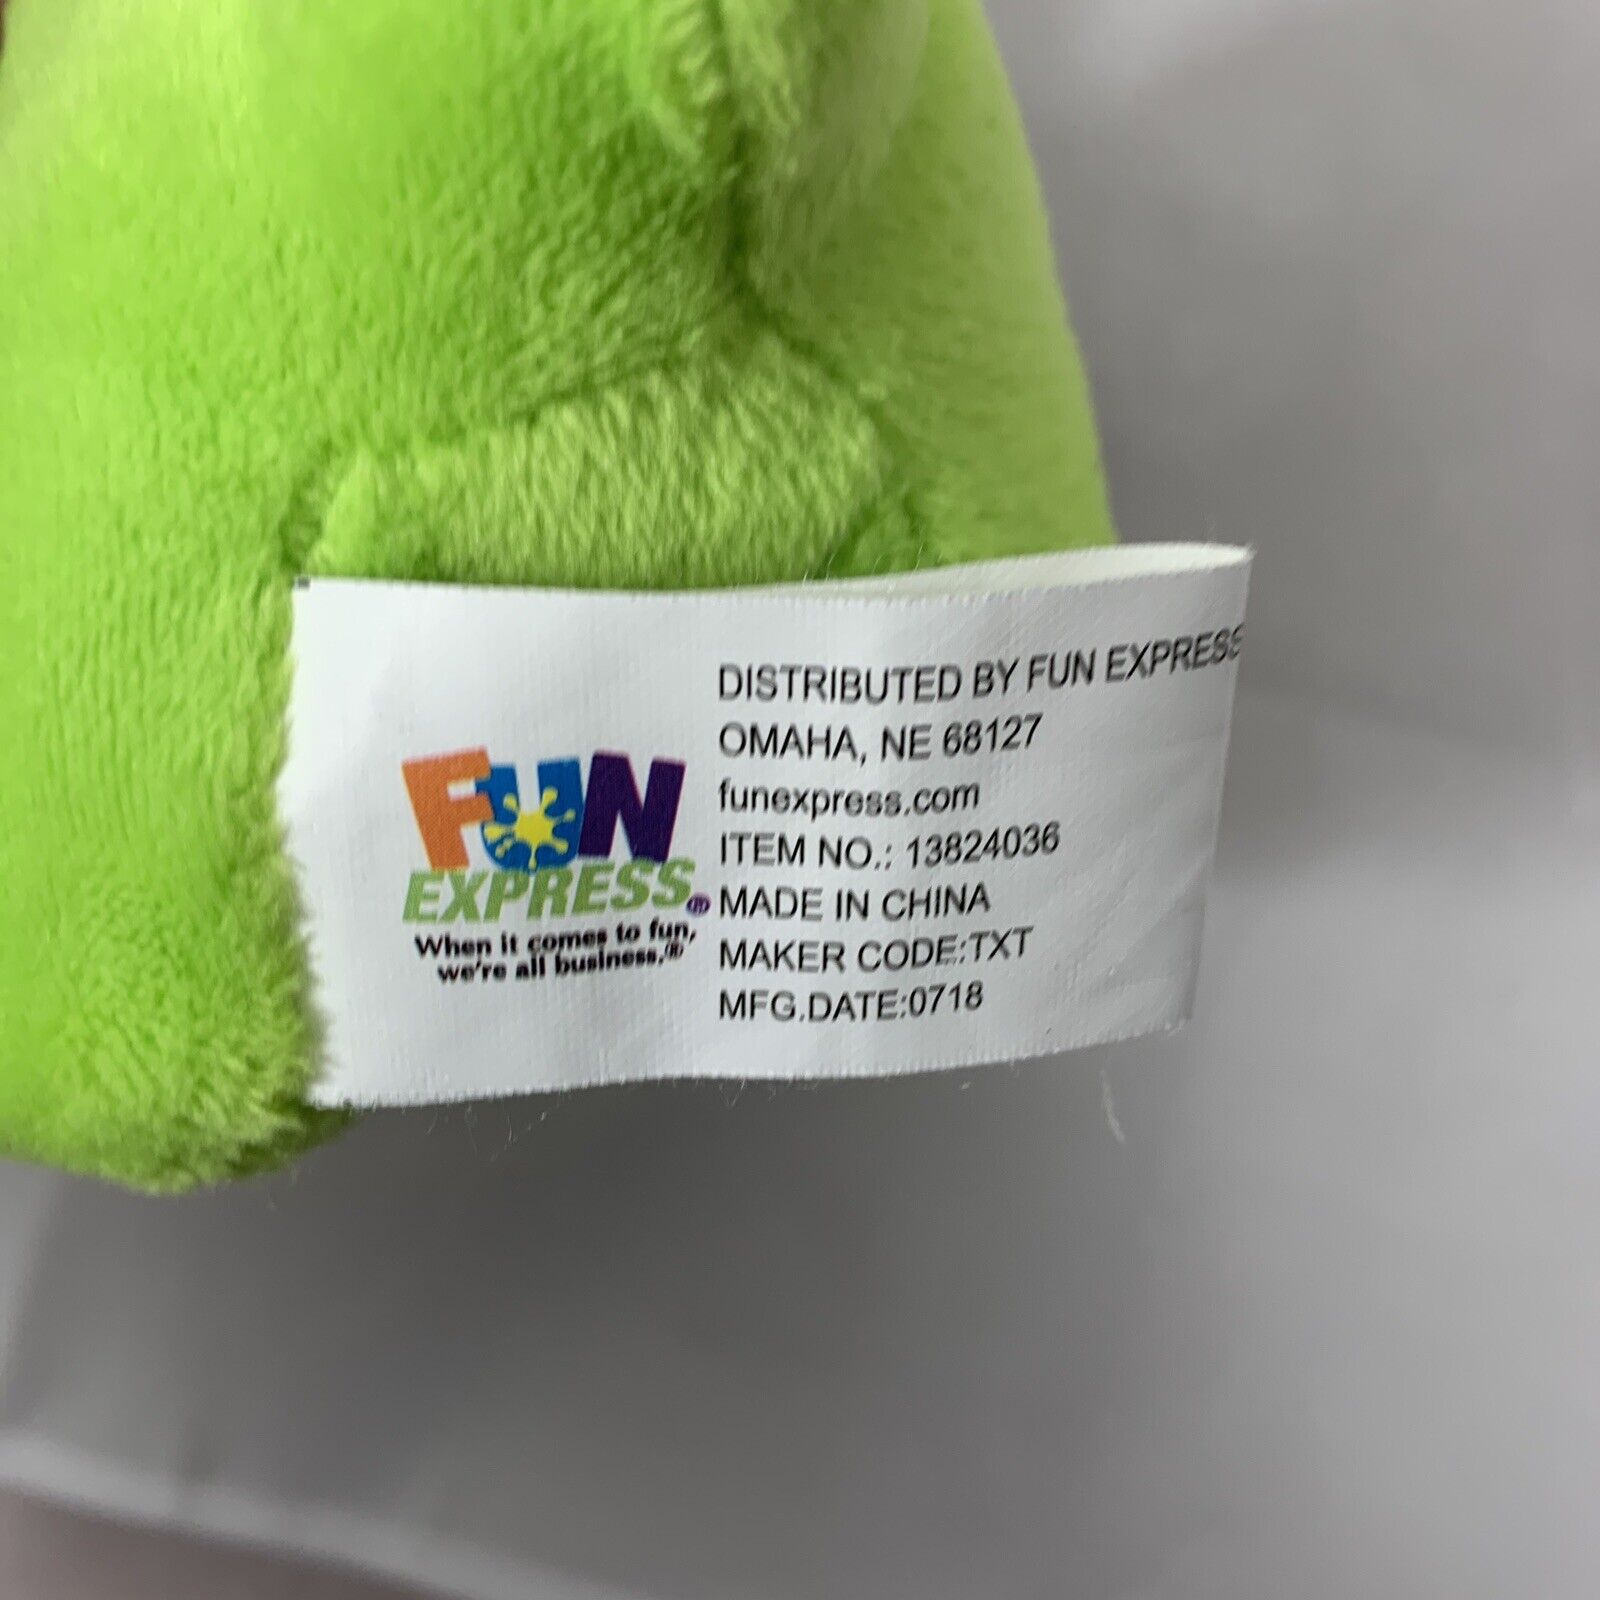 FUN
EXPRESS®
When it comes to fun,
we're all business.®
DISTRIBUTED BY FUN EXPRESS
OMAHA, NE 68127
funexpress.com
ITEM NO.: 13824036
MADE IN CHINA
MAKER CODE:TXT
MFG.DATE:0718